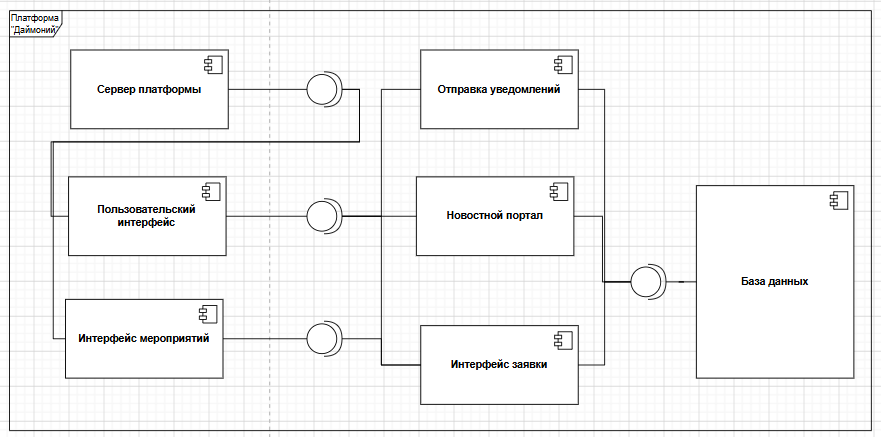 Платформа
"Даймоний"
Сервер платформы
Отправка уведомлений
Пользовательский
интерфейс
Новостной портал
База данных
Интерфейс мероприятий
Интерфейс заявки